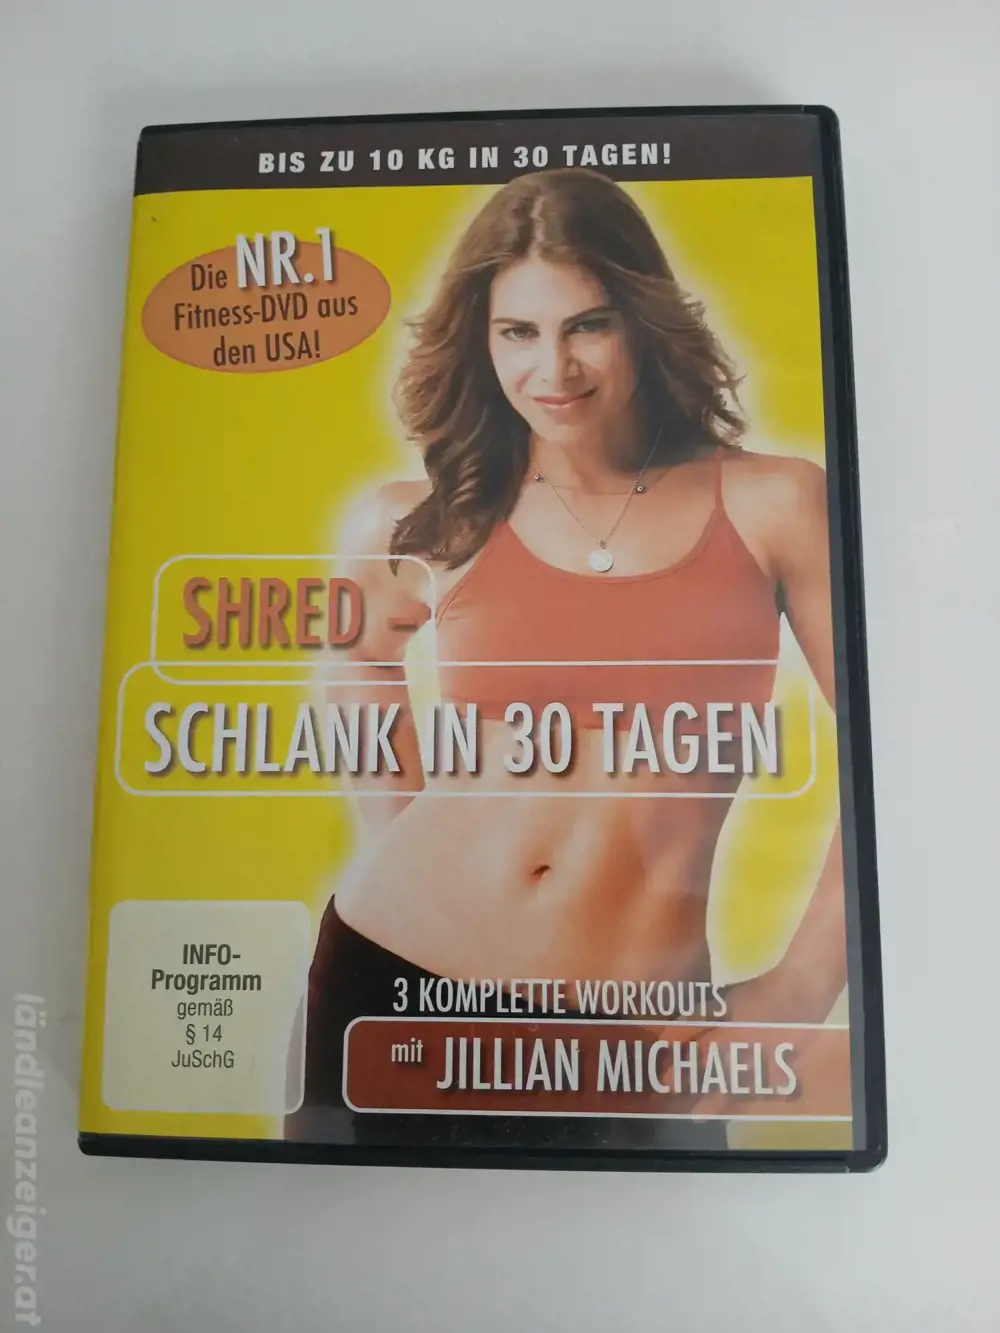 BIS ZU 10 KG IN 30 TAGEN!
Die NR.1
Fitness-DVD aus
den USA!
SHRED -
SCHLANK IN 30 TAGEN
INFO-
Programm
gemäß
§ 14
JuSchG
3 KOMPLETTE WORKOUTS
mit JILLIAN MICHAELS
ländleanzeiger.at